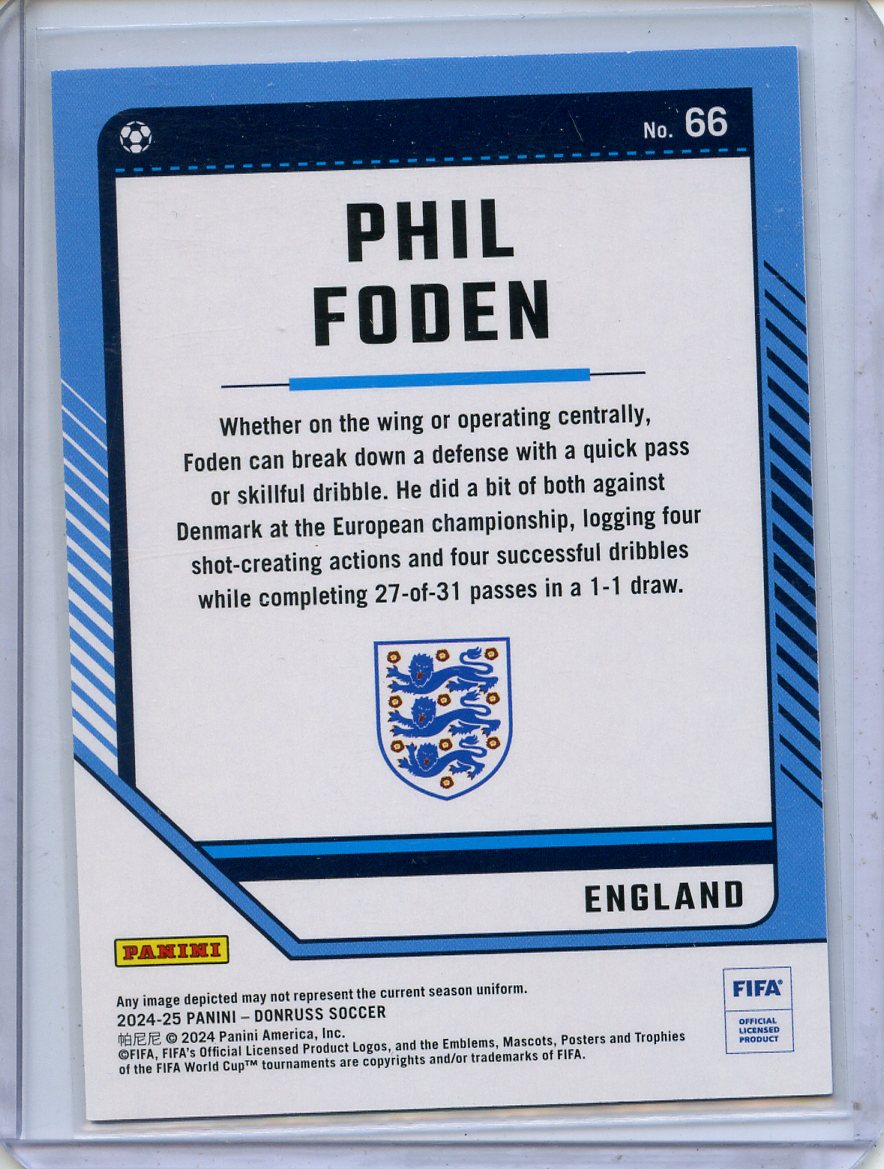 No. 66
PHIL
FODEN
Whether on the wing or operating centrally,
Foden can break down a defense with a quick pass
or skillful dribble. He did a bit of both against
Denmark at the European championship, logging four
shot-creating actions and four successful dribbles
while completing 27-of-31 passes in a 1-1 draw.
ENGLAND
PANINI
Any image depicted may not represent the current season uniform.
2024-25 PANINI – DONRUSS SOCCER
帕尼尼 © 2024 Panini America, Inc.
©FIFA, FIFA's Official Licensed Product Logos, and the Emblems, Mascots, Posters and Trophies
of the FIFA World Cup™ tournaments are copyrights and/or trademarks of FIFA.
FIFA®
OFFICIAL
LICENSED
PRODUCT